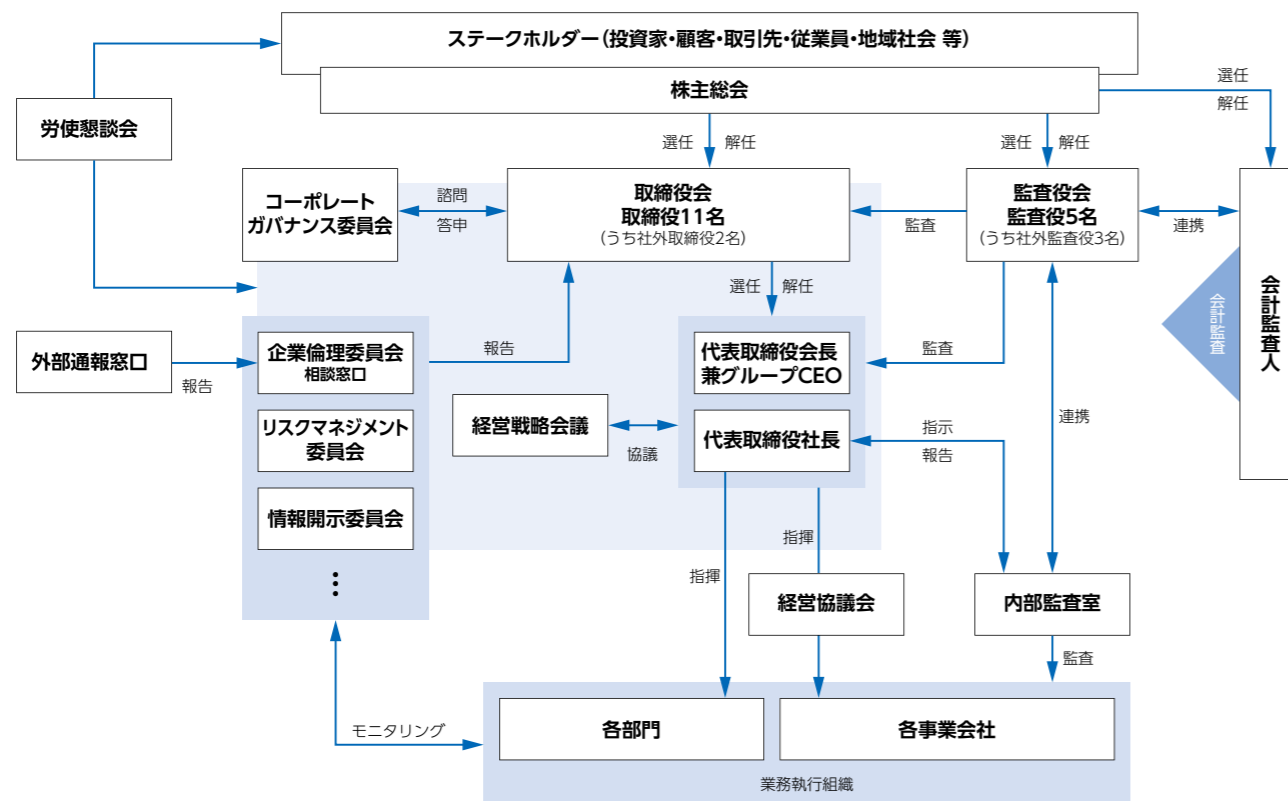 ステークホルダー（投資家・顧客・取引先・従業員・地域社会 等）
株主総会
選任
解任
労使懇談会
選任 解任
選任 解任
コーポレート
ガバナンス委員会
諮問
答申
取締役会
取締役11名
（うち社外取締役2名）
監査
監査役会
監査役5名
（うち社外監査役3名）
連携
会計監査人
会計監査
選任 解任
外部通報窓口
報告
企業倫理委員会
相談窓口
報告
代表取締役会長
兼グループCEO
監査
リスクマネジメント
委員会
経営戦略会議
協議
代表取締役社長
指示
報告
連携
情報開示委員会
⋮
指揮
指揮
経営協議会
内部監査室
監査
モニタリング
各部門
各事業会社
業務執行組織